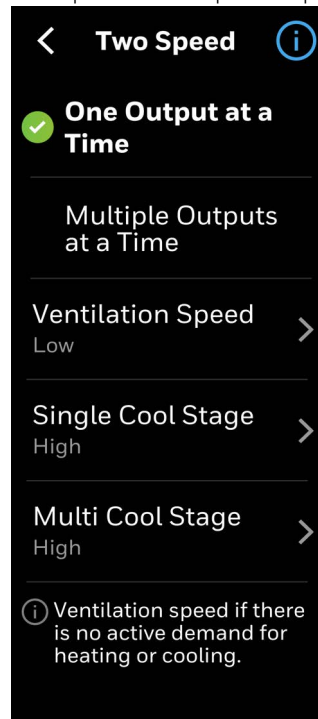 Two Speed
One Output at a
Time
Multiple Outputs
at a Time
Ventilation Speed
Low
Single Cool Stage
High
Multi Cool Stage
High
Ventilation speed if there
is no active demand for
heating or cooling.